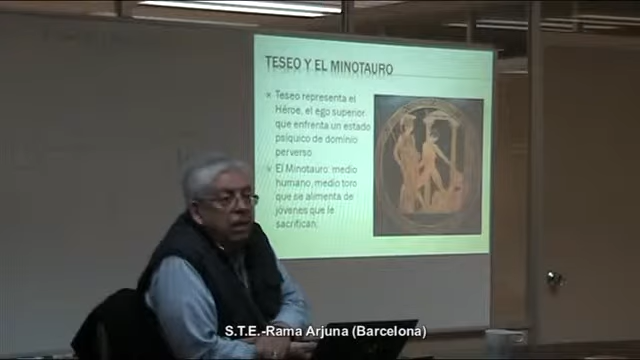 TESEO Y EL MINOTAURO
Teseo representa el
Héroe, el ego superior
que enfrenta un estado
psíquico de dominio
perverso.
El Minotauro: medio
humano, medio toro
que se alimenta de
jóvenes que le
sacrifican;
S.T.E.-Rama Arjuna (Barcelona)